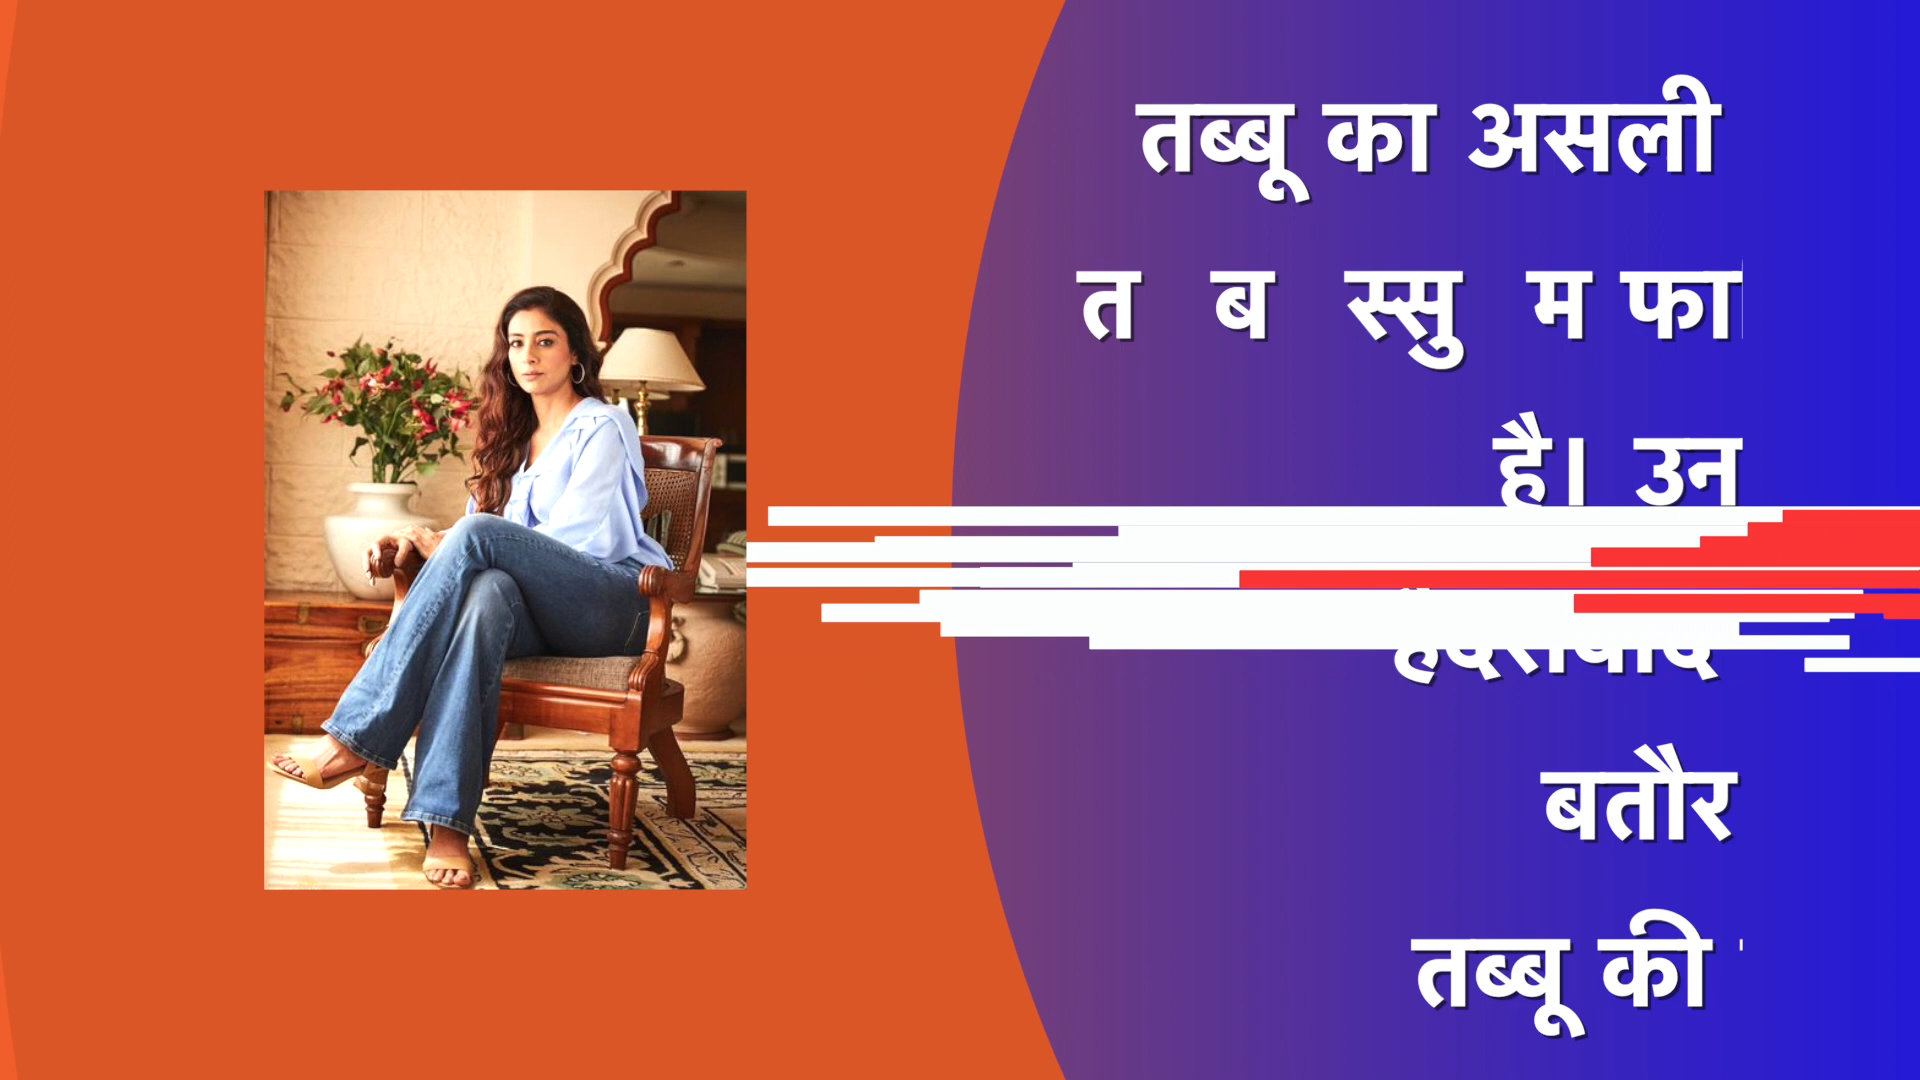 तब्बू का असली
त ब स्सु म फा
है। उन
बतौर
तब्बू की